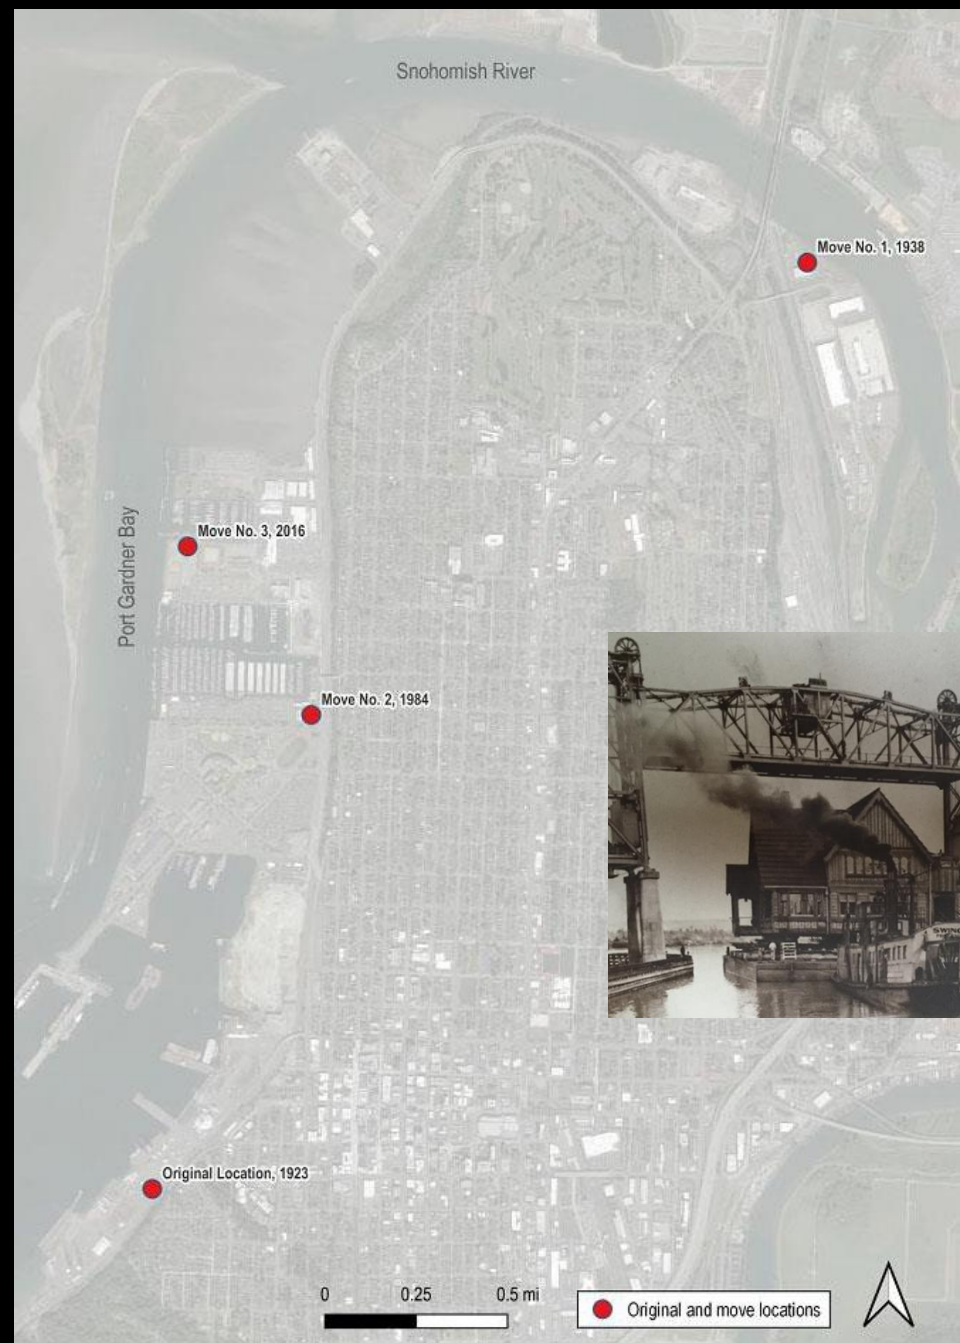 Snohomish River
Move No. 1, 1938
Move No. 3, 2016
Port Gardner Bay
Move No. 2, 1984
SWINO
Original Location, 1923
0 0.25 0.5 mi
Original and move locations